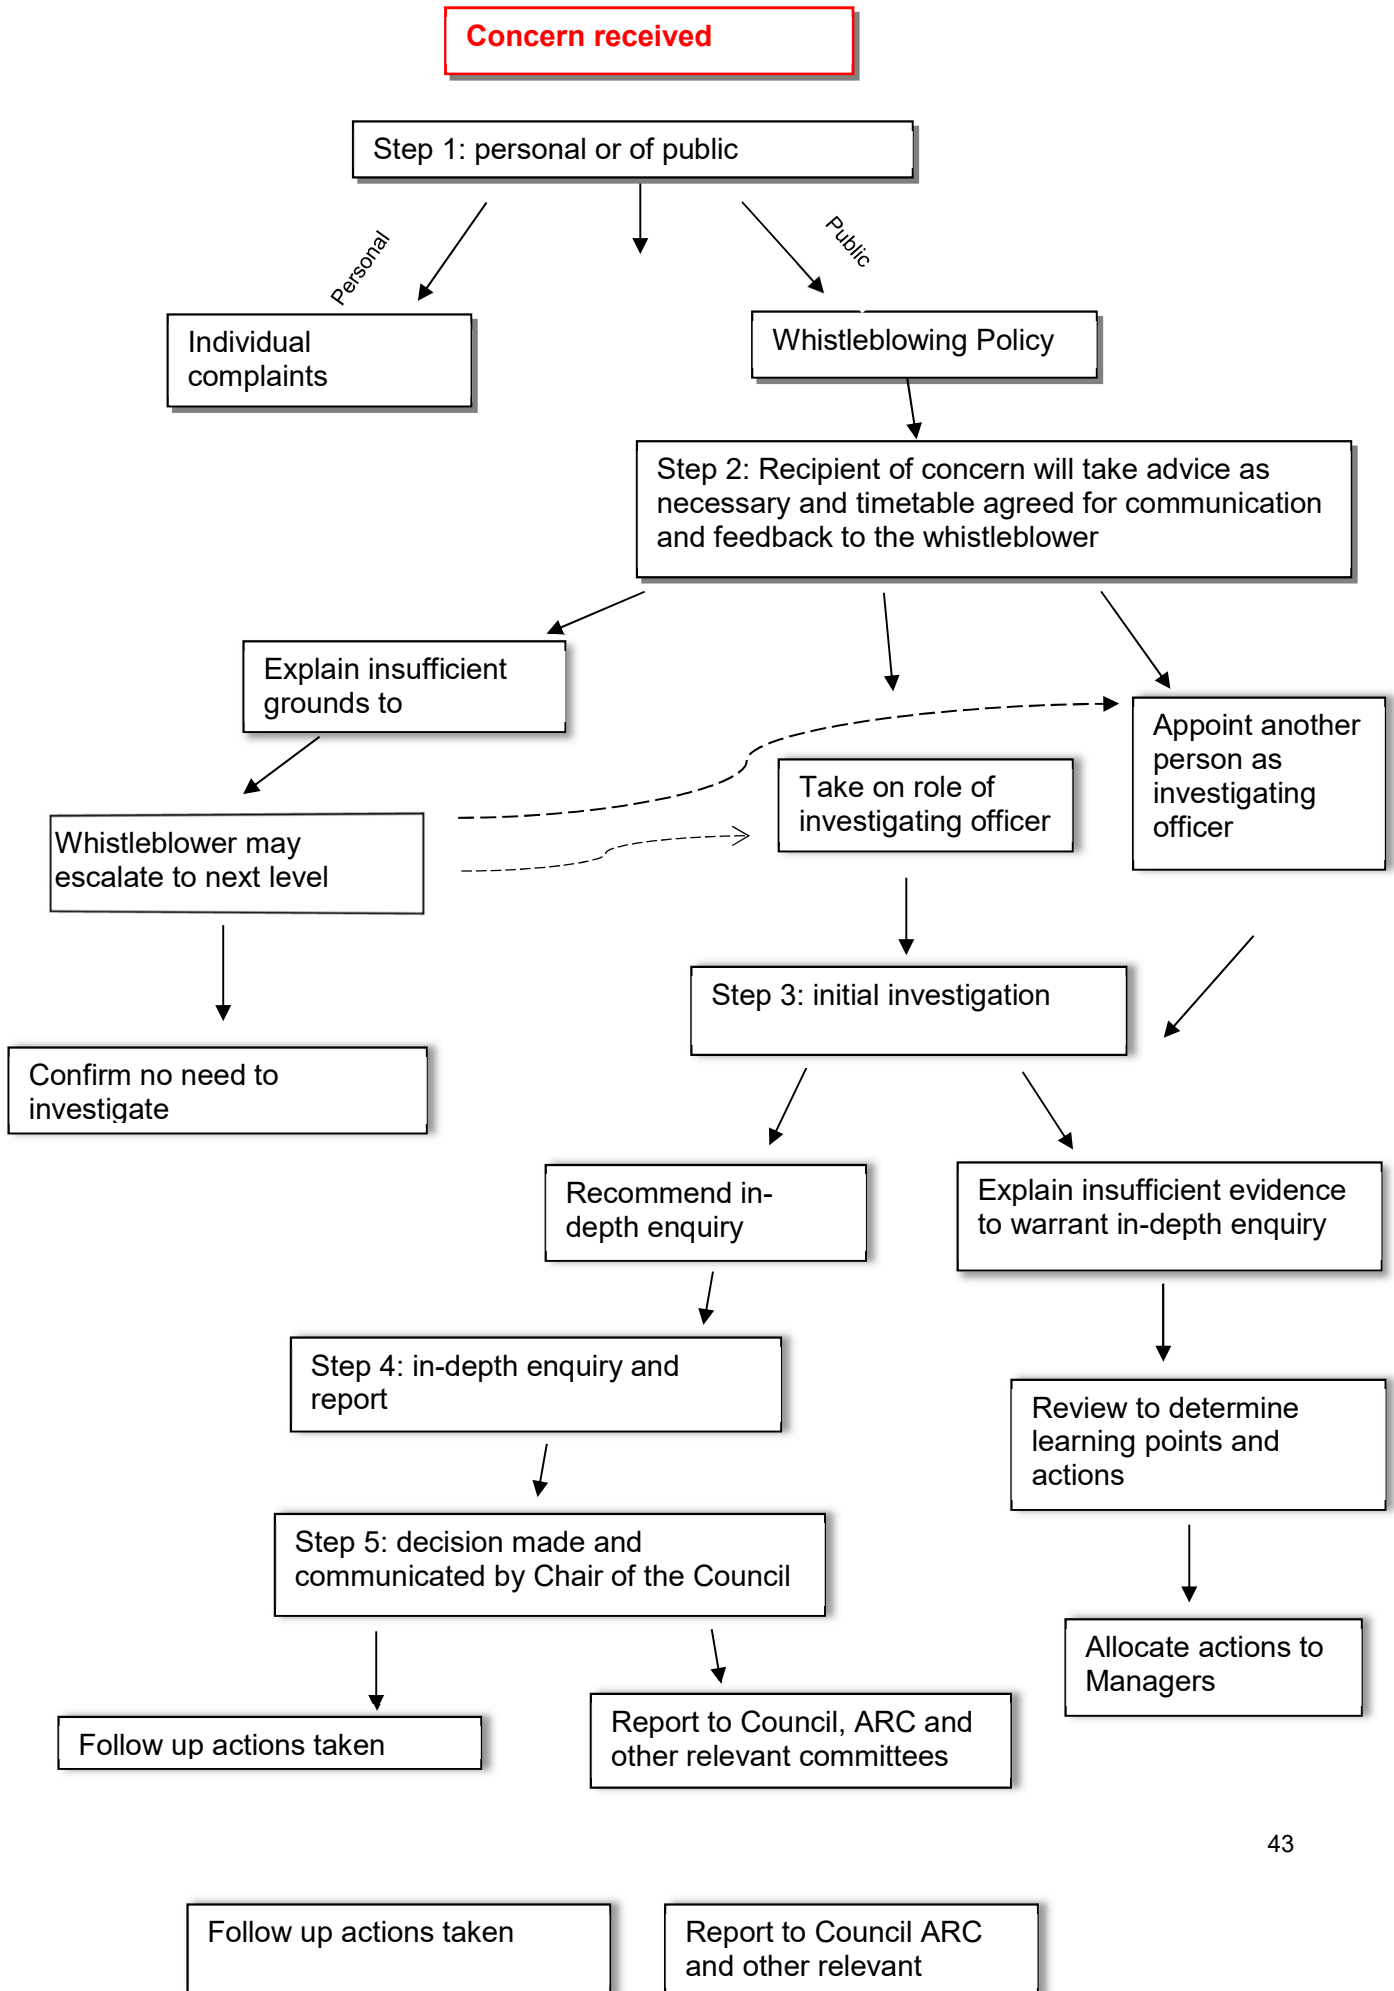 Concern received
Step 1: personal or of public
Personal
Public
Individual
complaints
Whistleblowing Policy
Step 2: Recipient of concern will take advice as
necessary and timetable agreed for communication
and feedback to the whistleblower
Explain insufficient
grounds to
Appoint another
person as
investigating
officer
Take on role of
investigating officer
Whistleblower may
escalate to next level
Step 3: initial investigation
Confirm no need to
investigate
Recommend in-
depth enquiry
Explain insufficient evidence
to warrant in-depth enquiry
Step 4: in-depth enquiry and
report
Review to determine
learning points and
actions
Step 5: decision made and
communicated by Chair of the Council
Allocate actions to
Managers
Follow up actions taken
Report to Council, ARC and
other relevant committees
43
Follow up actions taken
Report to Council ARC
and other relevant